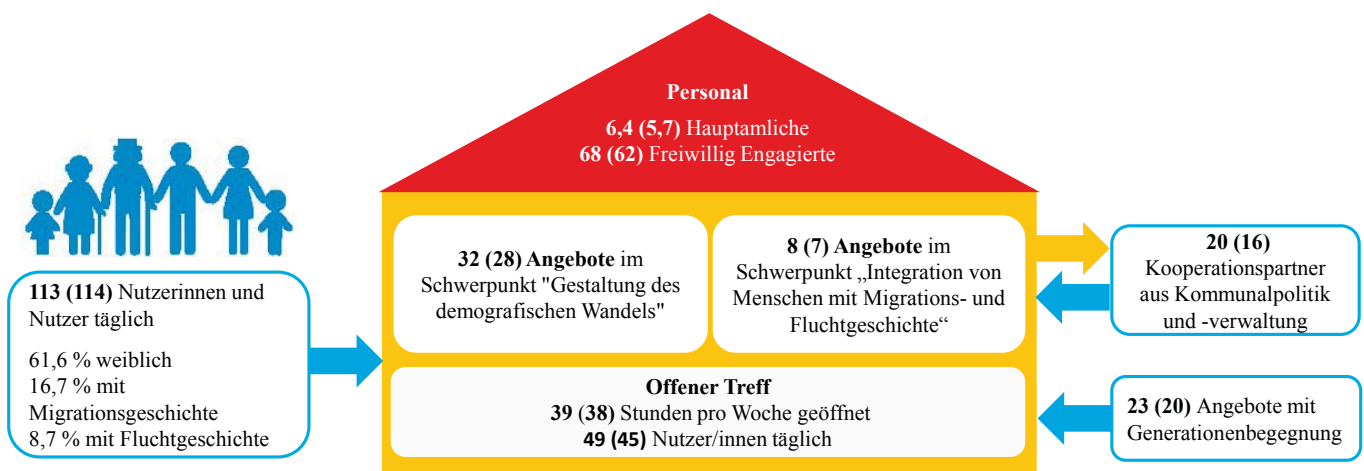 Personal
6,4 (5,7) Hauptamliche
68 (62) Freiwillig Engagierte
113 (114) Nutzerinnen und
Nutzer täglich
61,6 % weiblich
16,7 % mit
Migrationsgeschichte
8,7 % mit Fluchtgeschichte
32 (28) Angebote im
Schwerpunkt "Gestaltung des
demografischen Wandels"
8 (7) Angebote im
Schwerpunkt „Integration von
Menschen mit Migrations- und
Fluchtgeschichte“
Offener Treff
39 (38) Stunden pro Woche geöffnet
49 (45) Nutzer/innen täglich
20 (16)
Kooperationspartner
aus Kommunalpolitik
und -verwaltung
23 (20) Angebote mit
Generationenbegegnung